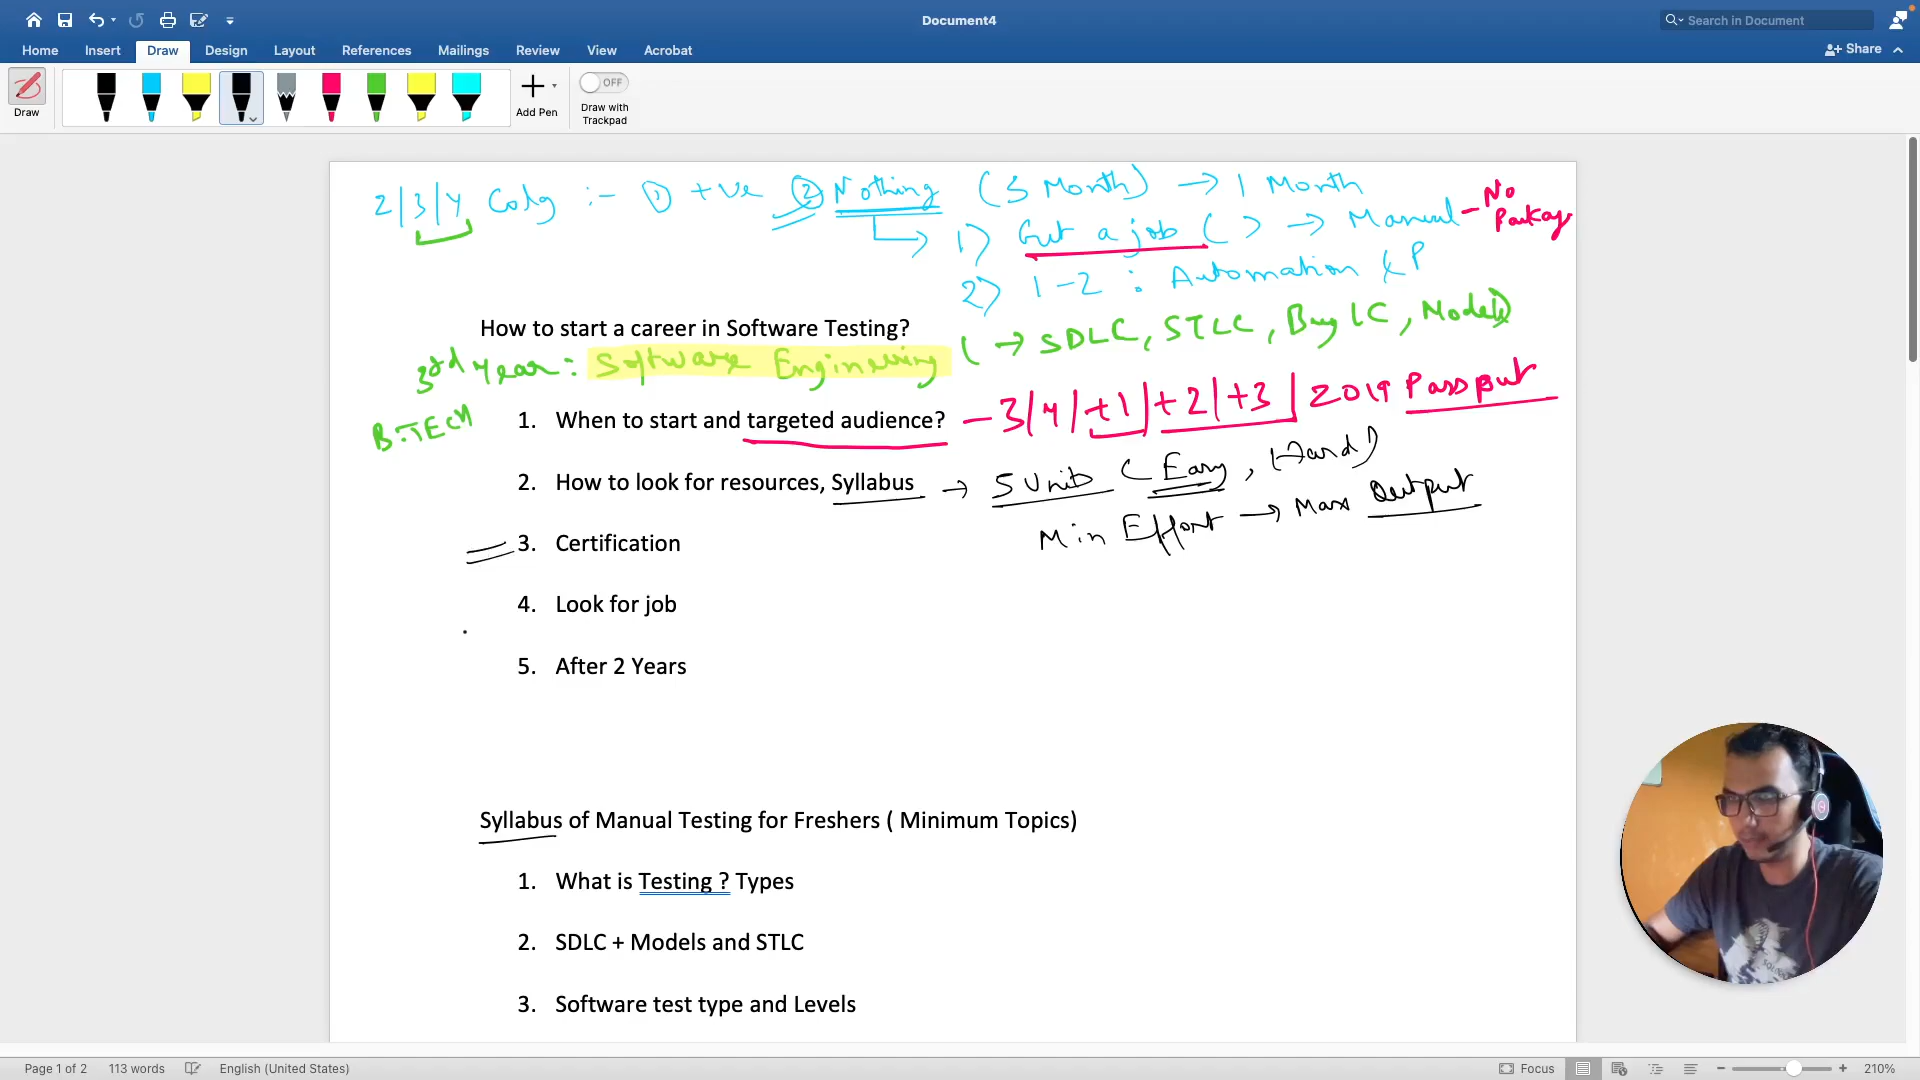 Document4
Search in Document
Home Insert Draw Design Layout References Mailings Review View Acrobat
Share
Draw
Add Pen
OFF
Draw with Trackpad
2|3|4 Colg :- ① +ve ② Nothing (3 Month) → 1 Month
1) Get a job ( ) → Manual - No Package
2) 1-2 : Automation & P
How to start a career in Software Testing?
3rd year: Software Engineering ( → SDLC, STLC, Bug LC, Models)
B.TECH
1. When to start and targeted audience? - 3|4|+1|+2|+3| 2019 Passout
2. How to look for resources, Syllabus → 5 Units ( Easy, (Hard)
Min Effort → Max Output
3. Certification
4. Look for job
5. After 2 Years
Syllabus of Manual Testing for Freshers ( Minimum Topics)
1. What is Testing ? Types
2. SDLC + Models and STLC
3. Software test type and Levels
Page 1 of 2 113 words English (United States) Focus 210%